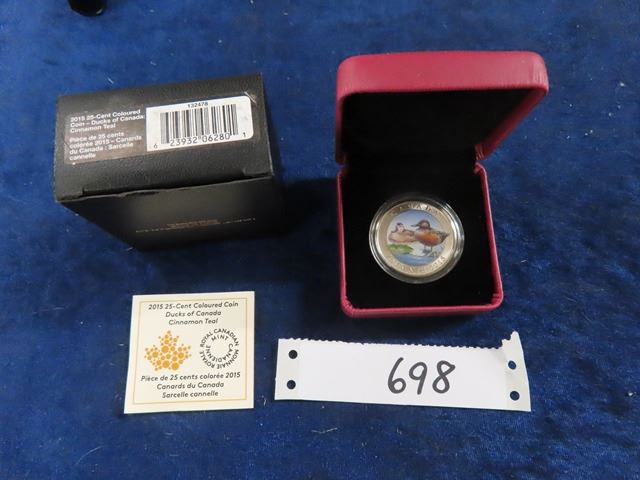 2015 25-Cent Coloured
Coin – Ducks of Canada:
Cinnamon Teal
Pièce de 25 cents
colorée 2015 – Canards
du Canada : Sarcelle
cannelle
132478
6 23932 06280 1
CANADA
2015 25-Cent Coloured Coin
Ducks of Canada
Cinnamon Teal
ROYAL CANADIAN MINT
MONNAIE ROYALE CANADIENNE
Pièce de 25 cents colorée 2015
Canards du Canada
Sarcelle cannelle
698